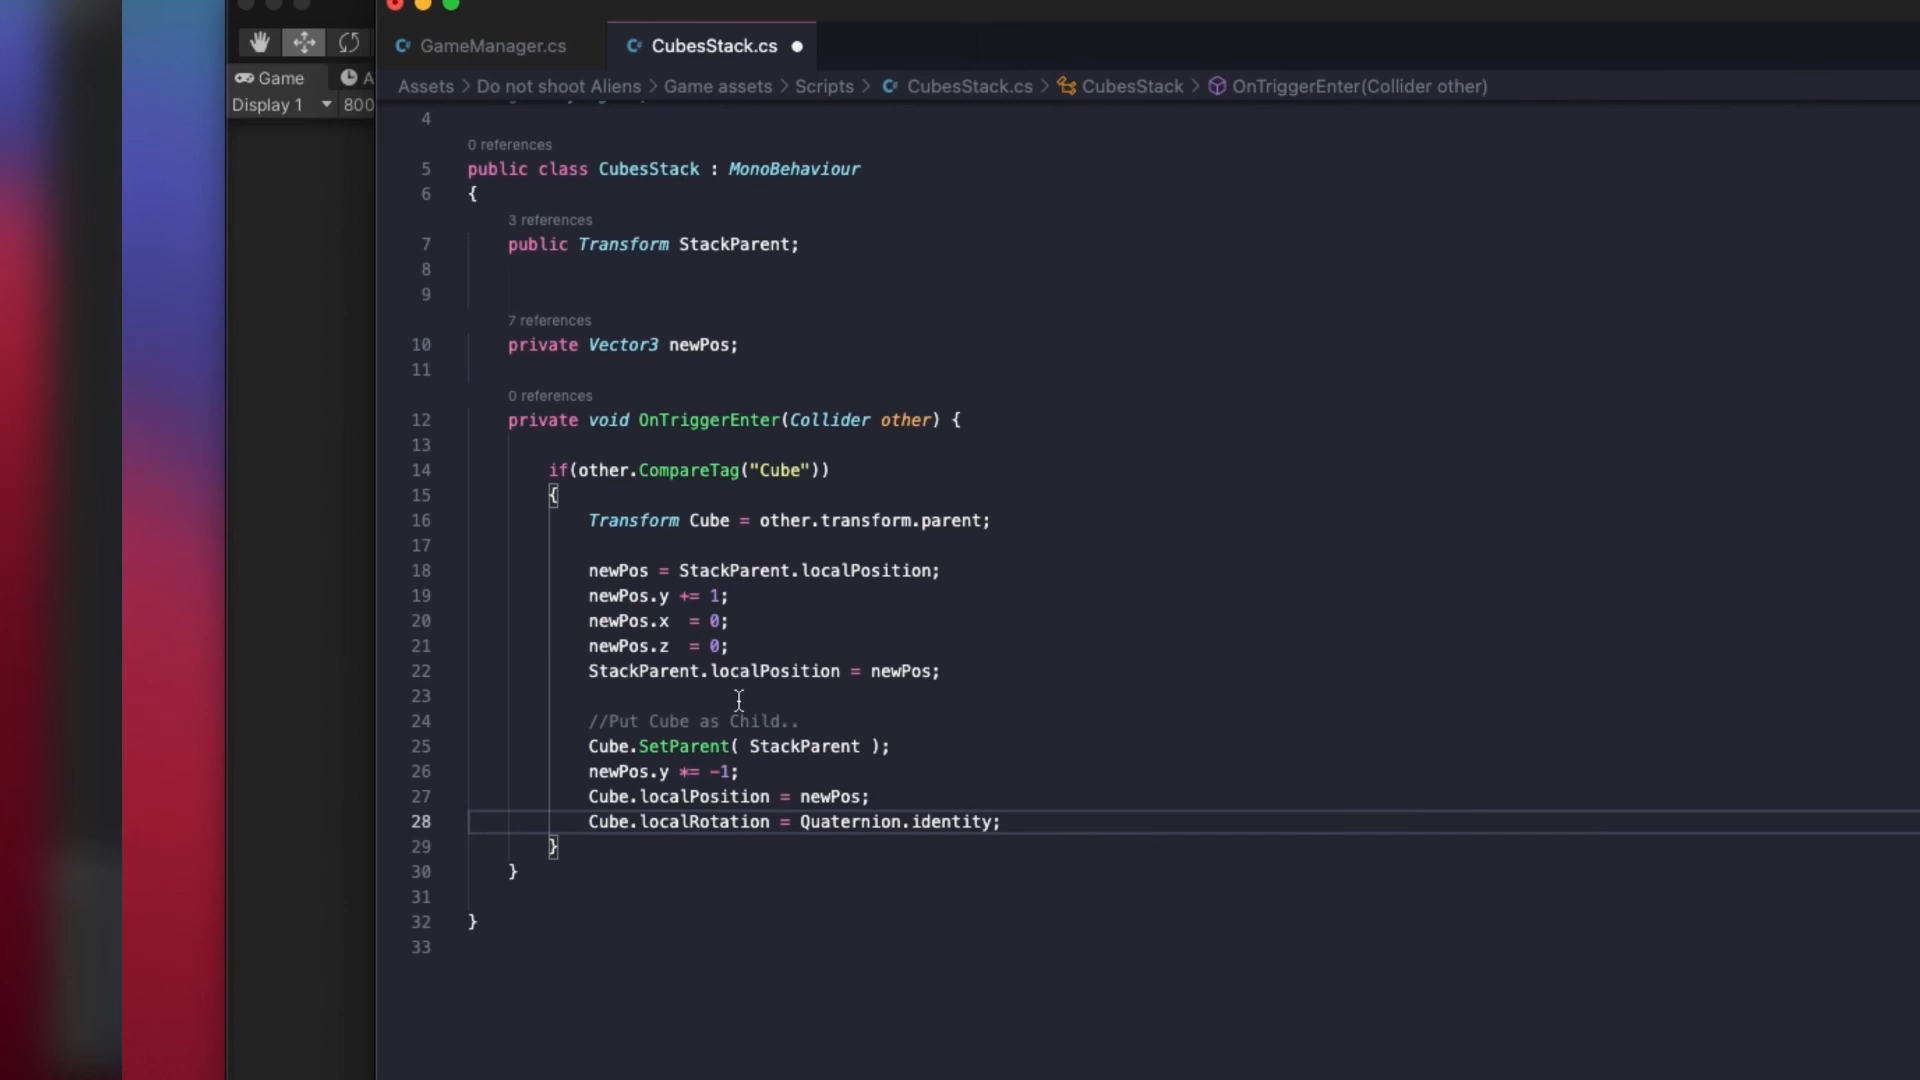 GameManager.cs
CubesStack.cs
Game
A
Assets > Do not shoot Aliens > Game assets > Scripts > CubesStack.cs > CubesStack > OnTriggerEnter(Collider other)
Display 1
800
4
0 references
5 public class CubesStack : MonoBehaviour
6 {
3 references
7 public Transform StackParent;
8
9
7 references
10 private Vector3 newPos;
11
0 references
12 private void OnTriggerEnter(Collider other) {
13
14 if(other.CompareTag("Cube"))
15 {
16 Transform Cube = other.transform.parent;
17
18 newPos = StackParent.localPosition;
19 newPos.y += 1;
20 newPos.x  = 0;
21 newPos.z  = 0;
22 StackParent.localPosition = newPos;
23
24 //Put Cube as Child..
25 Cube.SetParent( StackParent );
26 newPos.y *= -1;
27 Cube.localPosition = newPos;
28 Cube.localRotation = Quaternion.identity;
29 }
30 }
31
32 }
33